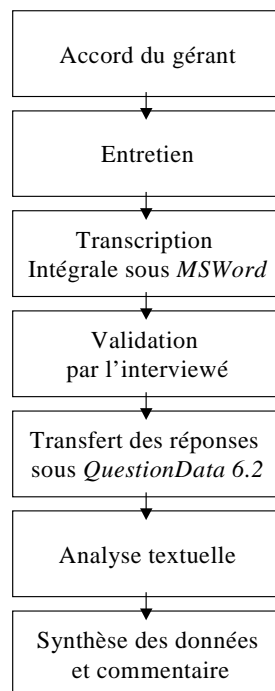 Accord du gérant
Entretien
Transcription
Intégrale sous MSWord
Validation
par l'interviewé
Transfert des réponses
sous QuestionData 6.2
Analyse textuelle
Synthèse des données
et commentaire